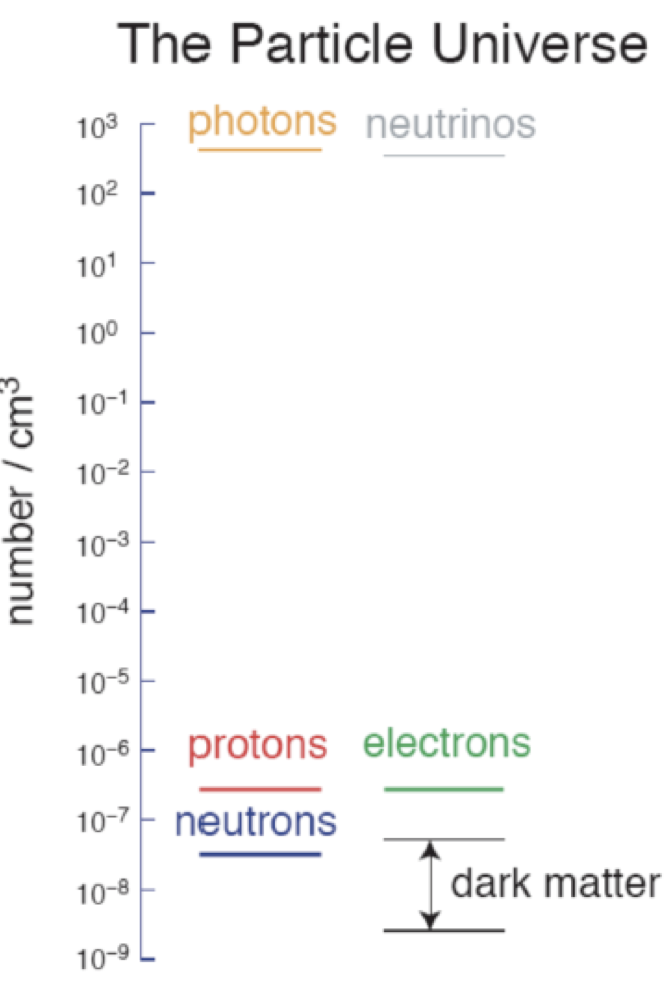 The Particle Universe
photons neutrinos
10³
10²
10¹
10⁰
10⁻¹
10⁻²
10⁻³
10⁻⁴
10⁻⁵
10⁻⁶
10⁻⁷
10⁻⁸
10⁻⁹
number / cm³
protons electrons
neutrons
dark matter